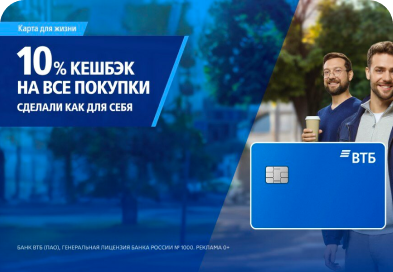 Карта для жизни
10% КЕШБЭК
НА ВСЕ ПОКУПКИ
СДЕЛАЛИ КАК ДЛЯ СЕБЯ
ВТБ
БАНК ВТБ (ПАО), ГЕНЕРАЛЬНАЯ ЛИЦЕНЗИЯ БАНКА РОССИИ № 1000. РЕКЛАМА 0+